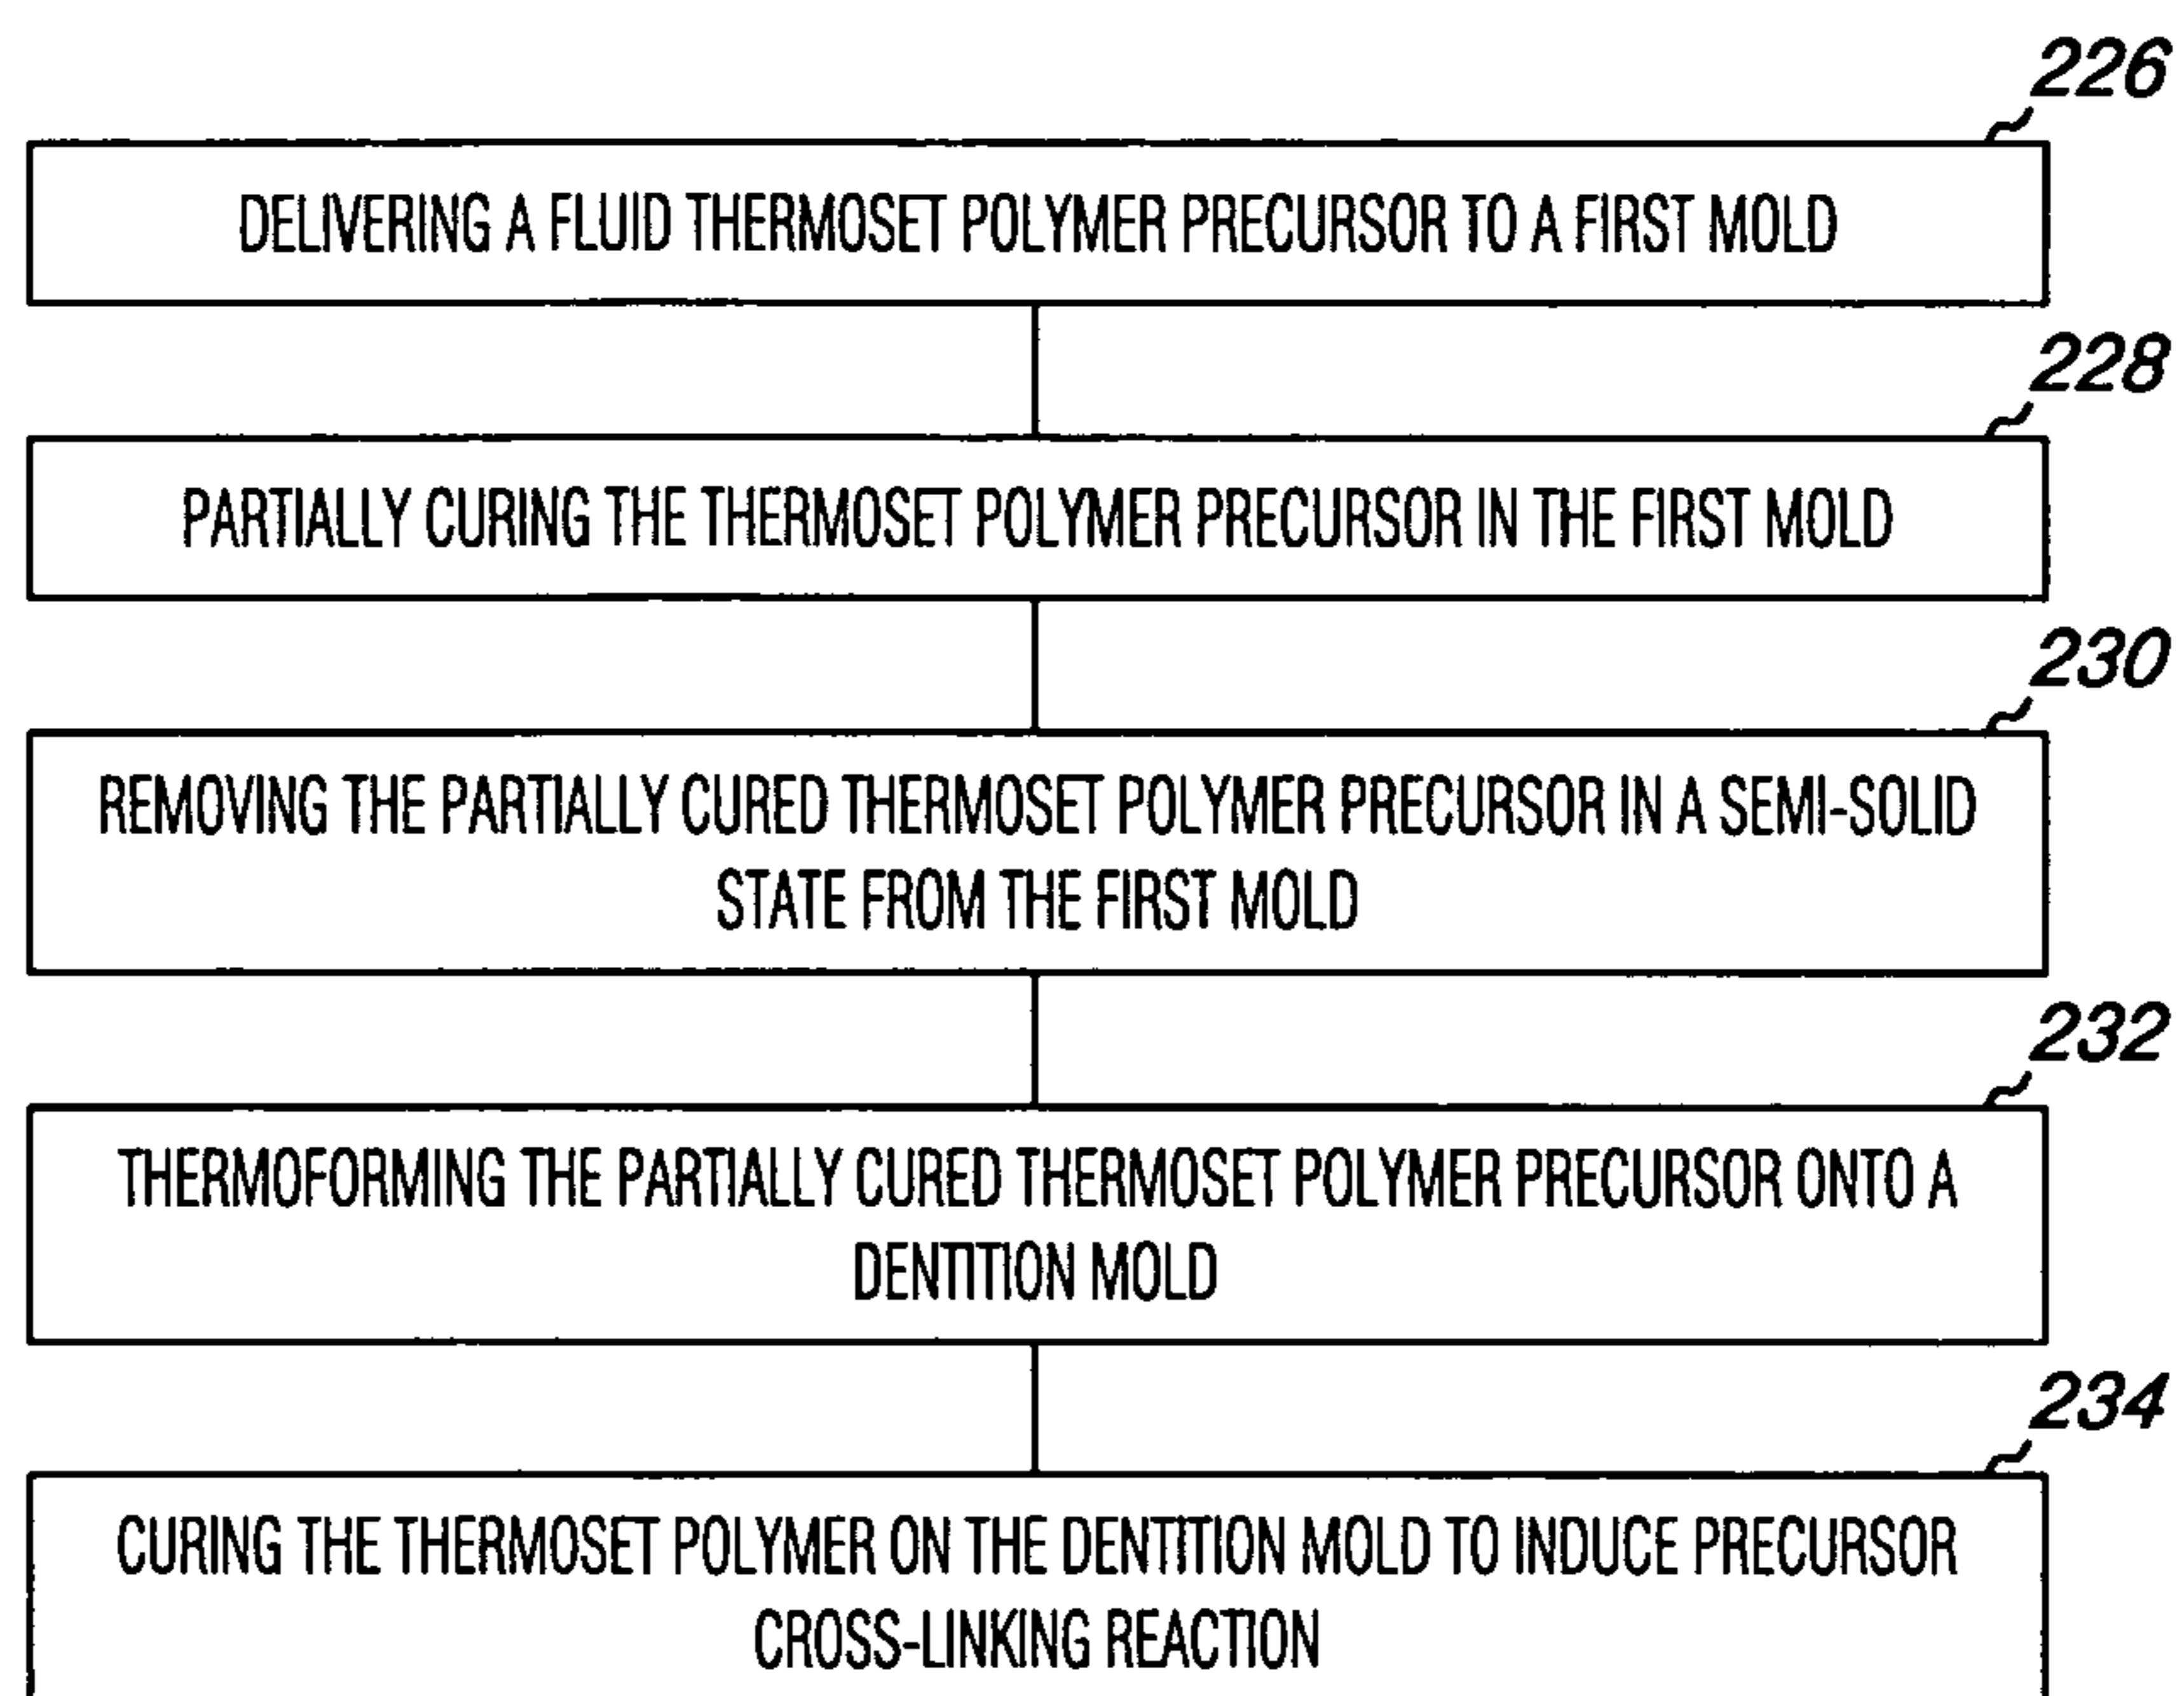 226
DELIVERING A FLUID THERMOSET POLYMER PRECURSOR TO A FIRST MOLD
228
PARTIALLY CURING THE THERMOSET POLYMER PRECURSOR IN THE FIRST MOLD
230
REMOVING THE PARTIALLY CURED THERMOSET POLYMER PRECURSOR IN A SEMI-SOLID
STATE FROM THE FIRST MOLD
232
THERMOFORMING THE PARTIALLY CURED THERMOSET POLYMER PRECURSOR ONTO A
DENTITION MOLD
234
CURING THE THERMOSET POLYMER ON THE DENTITION MOLD TO INDUCE PRECURSOR
CROSS-LINKING REACTION